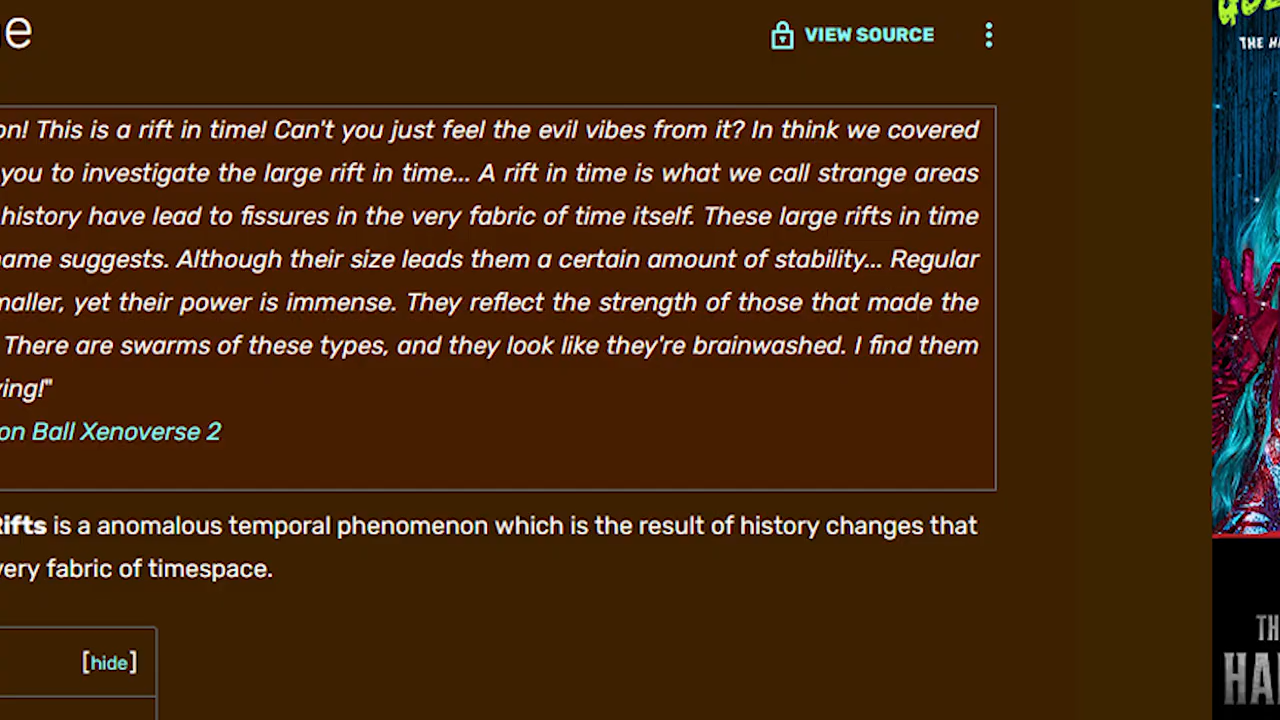 e
VIEW SOURCE
on! This is a rift in time! Can't you just feel the evil vibes from it? In think we covered
you to investigate the large rift in time... A rift in time is what we call strange areas
history have lead to fissures in the very fabric of time itself. These large rifts in time
name suggests. Although their size leads them a certain amount of stability... Regular
maller, yet their power is immense. They reflect the strength of those that made the
There are swarms of these types, and they look like they're brainwashed. I find them
ying!"
on Ball Xenoverse 2
Rifts is a anomalous temporal phenomenon which is the result of history changes that
very fabric of timespace.
[hide]
THE HA
TH
HA